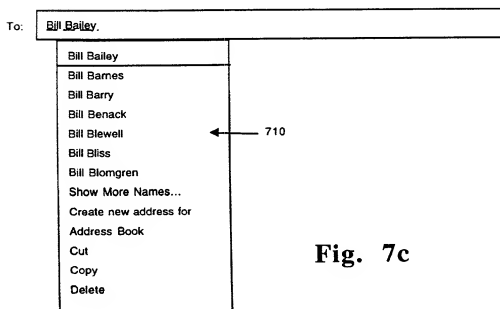 To: Bill Bailey.
Bill Bailey
Bill Barnes
Bill Barry
Bill Benack
Bill Blewell
710
Bill Bliss
Bill Blomgren
Show More Names...
Create new address for
Address Book
Cut
Copy
Delete
Fig. 7c